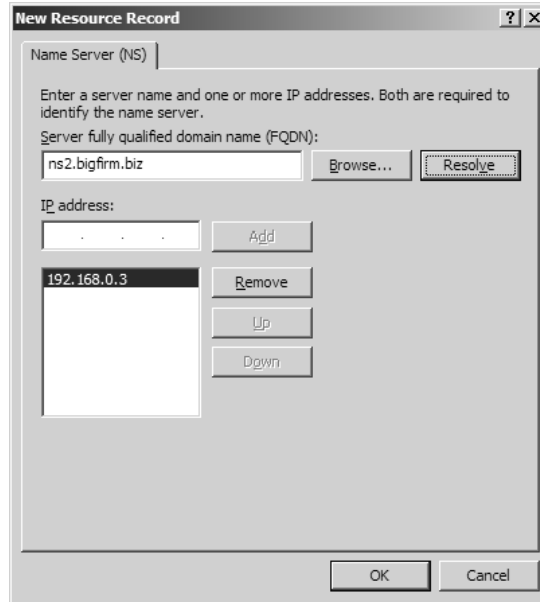 New Resource Record
Name Server (NS)
Enter a server name and one or more IP addresses. Both are required to
identify the name server.
Server fully qualified domain name (FQDN):
ns2.bigfirm.biz
Browse...
Resolve
IP address:
. . .
Add
192.168.0.3
Remove
Up
Down
OK
Cancel